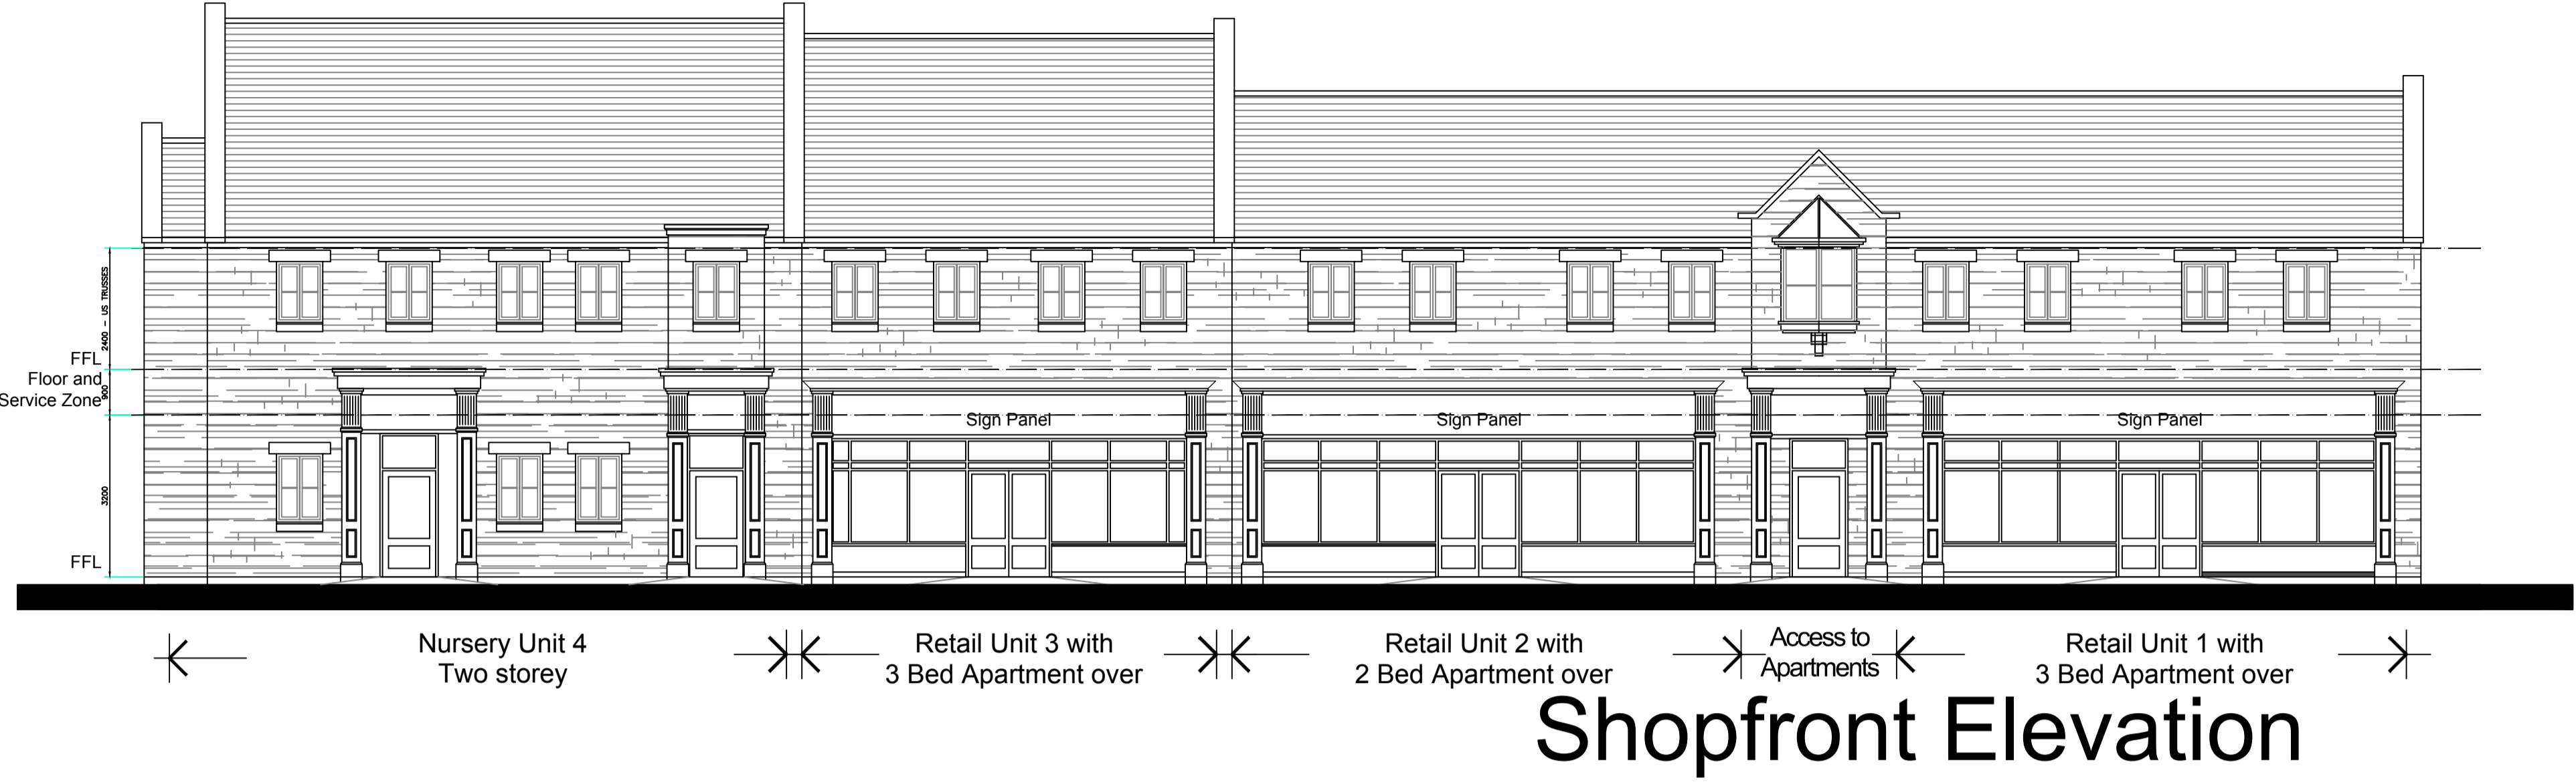 2400 - US TRUSSES
FFL
Floor and
Service Zone
900
3200
FFL
Sign Panel
Sign Panel
Sign Panel
Nursery Unit 4
Two storey
Retail Unit 3 with
3 Bed Apartment over
Retail Unit 2 with
2 Bed Apartment over
Access to
Apartments
Retail Unit 1 with
3 Bed Apartment over
Shopfront Elevation